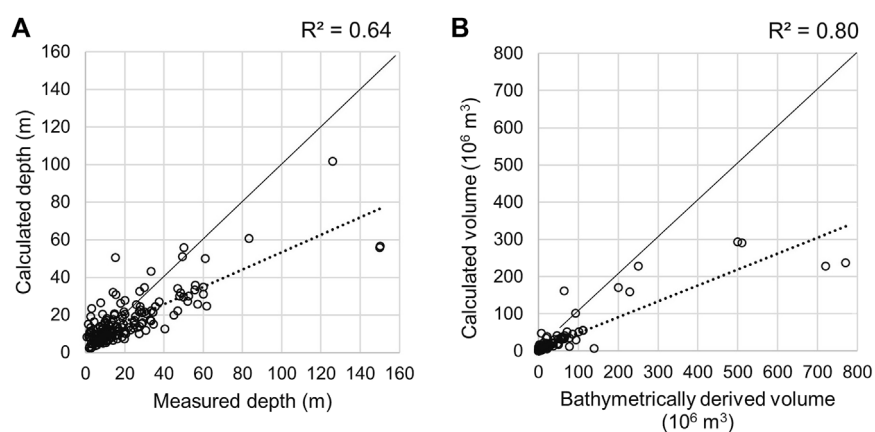 A
R² = 0.64
160
140
120
100
80
60
40
20
0
Calculated depth (m)
0 20 40 60 80 100 120 140 160
Measured depth (m)
B
R² = 0.80
800
700
600
500
400
300
200
100
0
Calculated volume (10⁶ m³)
0 100 200 300 400 500 600 700 800
Bathymetrically derived volume
(10⁶ m³)